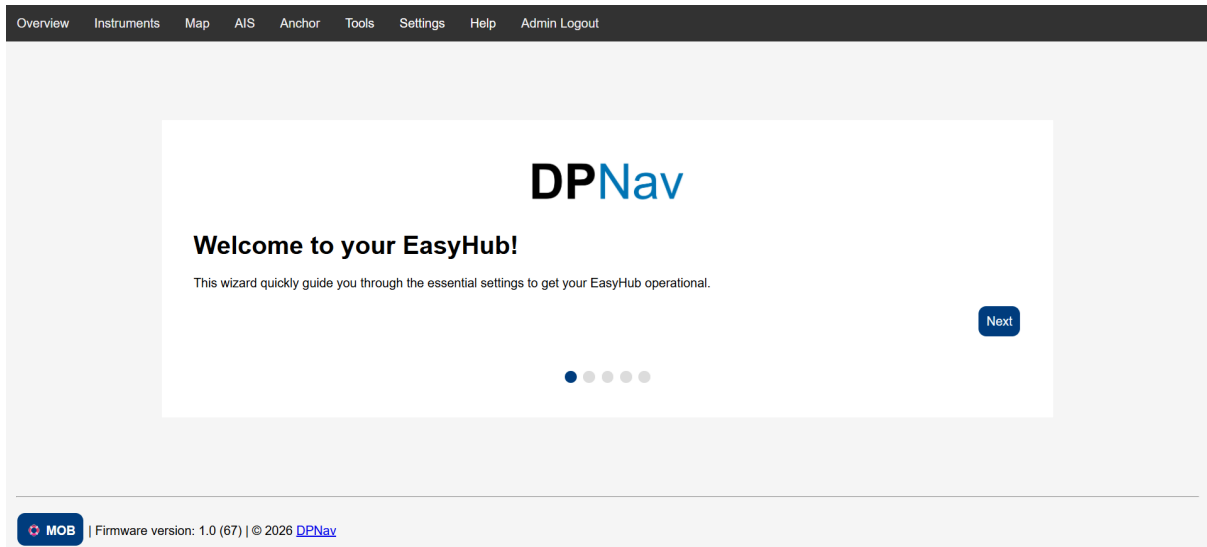 Overview Instruments Map AIS Anchor Tools Settings Help Admin Logout
DPNav
Welcome to your EasyHub!
This wizard quickly guide you through the essential settings to get your EasyHub operational.
Next
MOB | Firmware version: 1.0 (67) | © 2026 DPNav